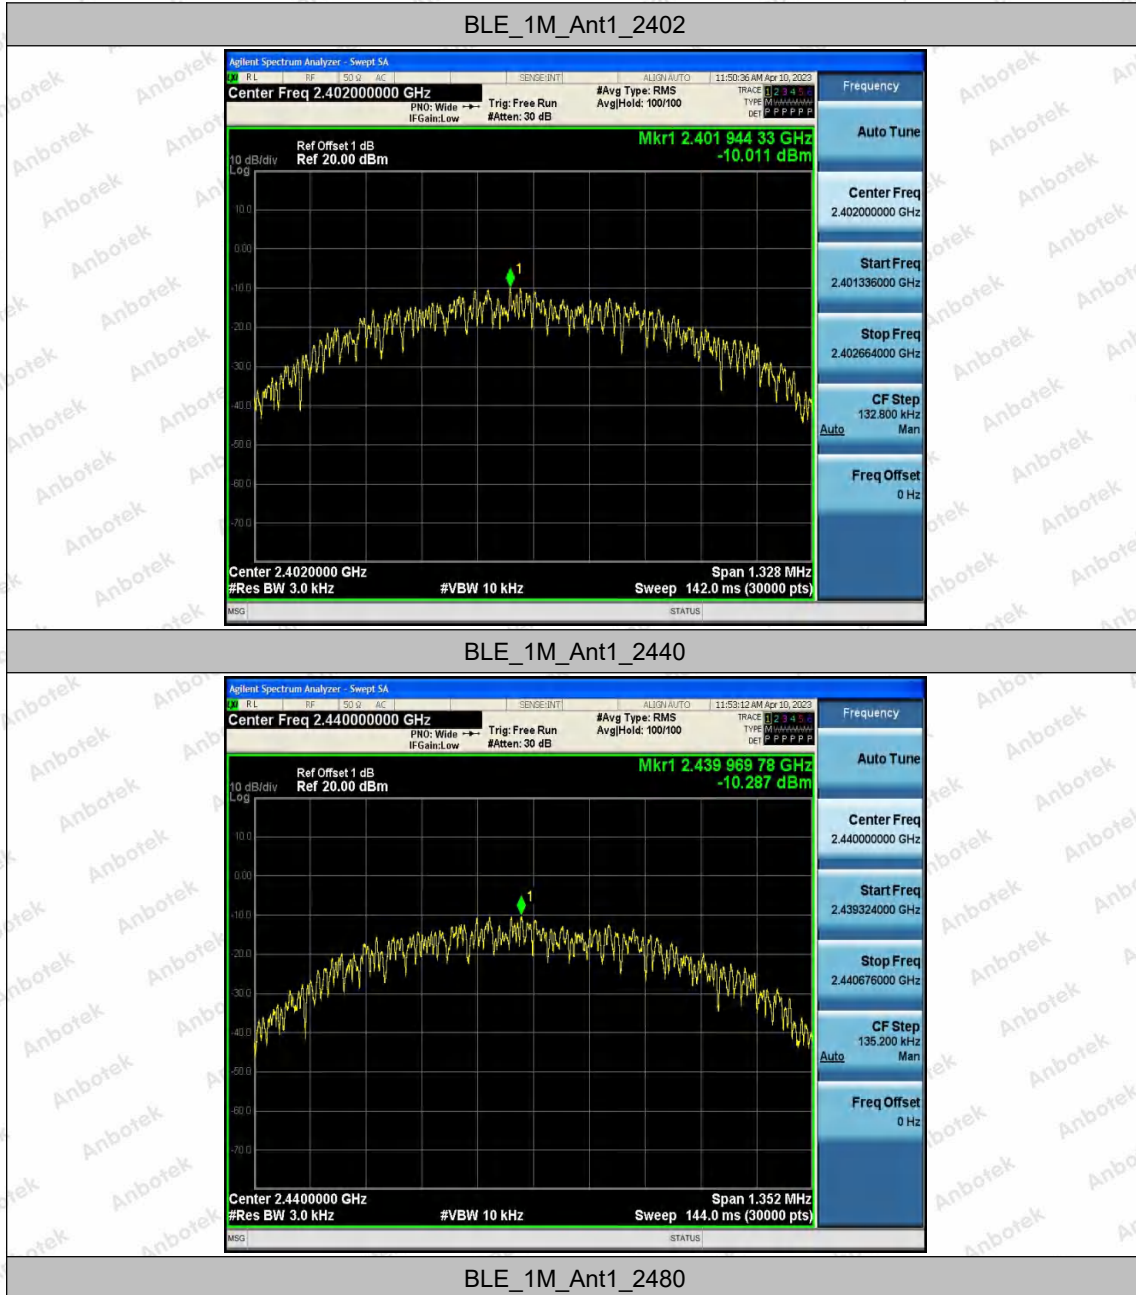 BLE_1M_Ant1_2402
Agilent Spectrum Analyzer - Swept SA
RL RF 50 Ω AC SENSE:INT ALIGN AUTO 11:50:36 AM Apr 10, 2023
Center Freq 2.402000000 GHz
#Avg Type: RMS
TRACE 1 2 3 4 5 6
PNO: Wide
Trig: Free Run
Avg|Hold: 100/100
TYPE M
IFGain:Low
#Atten: 30 dB
DET P P P P P P
Mkr1 2.401 944 33 GHz
-10.011 dBm
Ref Offset 1 dB
10 dB/div Ref 20.00 dBm
Log
10.0
0.00
-10.0
-20.0
-30.0
-40.0
-50.0
-60.0
-70.0
1
Center 2.4020000 GHz
Span 1.328 MHz
#Res BW 3.0 kHz
#VBW 10 kHz
Sweep 142.0 ms (30000 pts)
MSG
STATUS
Frequency
Auto Tune
Center Freq
2.402000000 GHz
Start Freq
2.401336000 GHz
Stop Freq
2.402664000 GHz
CF Step
132.800 kHz
Auto Man
Freq Offset
0 Hz
BLE_1M_Ant1_2440
Agilent Spectrum Analyzer - Swept SA
RL RF 50 Ω AC SENSE:INT ALIGN AUTO 11:53:12 AM Apr 10, 2023
Center Freq 2.440000000 GHz
#Avg Type: RMS
TRACE 1 2 3 4 5 6
PNO: Wide
Trig: Free Run
Avg|Hold: 100/100
TYPE M
IFGain:Low
#Atten: 30 dB
DET P P P P P P
Mkr1 2.439 969 78 GHz
-10.287 dBm
Ref Offset 1 dB
10 dB/div Ref 20.00 dBm
Log
10.0
0.00
-10.0
-20.0
-30.0
-40.0
-50.0
-60.0
-70.0
1
Center 2.4400000 GHz
Span 1.352 MHz
#Res BW 3.0 kHz
#VBW 10 kHz
Sweep 144.0 ms (30000 pts)
MSG
STATUS
Frequency
Auto Tune
Center Freq
2.440000000 GHz
Start Freq
2.439324000 GHz
Stop Freq
2.440676000 GHz
CF Step
135.200 kHz
Auto Man
Freq Offset
0 Hz
BLE_1M_Ant1_2480
Anbotek